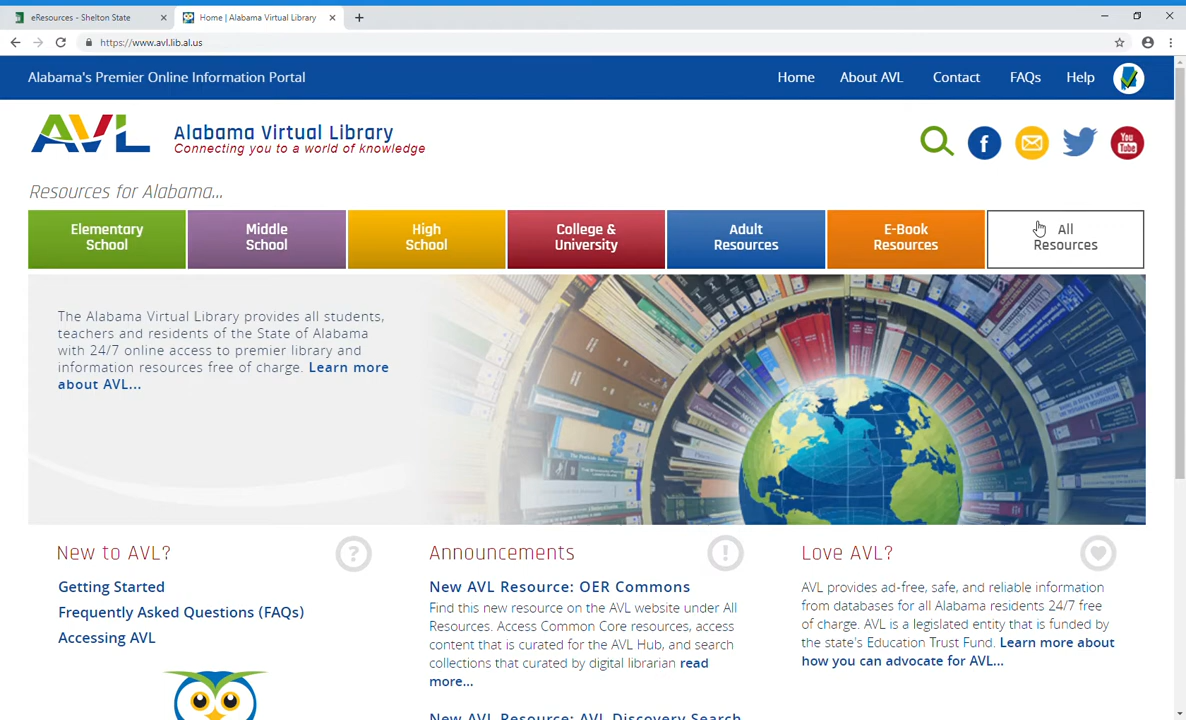 eResources - Shelton State
Home | Alabama Virtual Library
https://www.avl.lib.al.us
Alabama's Premier Online Information Portal
Home
About AVL
Contact
FAQs
Help
AVL
Alabama Virtual Library
Connecting you to a world of knowledge
f
You
Tube
Resources for Alabama...
Elementary
School
Middle
School
High
School
College &
University
Adult
Resources
E-Book
Resources
All
Resources
The Alabama Virtual Library provides all students,
teachers and residents of the State of Alabama
with 24/7 online access to premier library and
information resources free of charge. Learn more
about AVL...
New to AVL?
?
Getting Started
Frequently Asked Questions (FAQs)
Accessing AVL
Announcements
!
New AVL Resource: OER Commons
Find this new resource on the AVL website under All
Resources. Access Common Core resources, access
content that is curated for the AVL Hub, and search
collections that curated by digital librarian read
more...
New AVL Resource: AVL Discovery Search
Love AVL?
AVL provides ad-free, safe, and reliable information
from databases for all Alabama residents 24/7 free
of charge. AVL is a legislated entity that is funded by
the state's Education Trust Fund. Learn more about
how you can advocate for AVL...